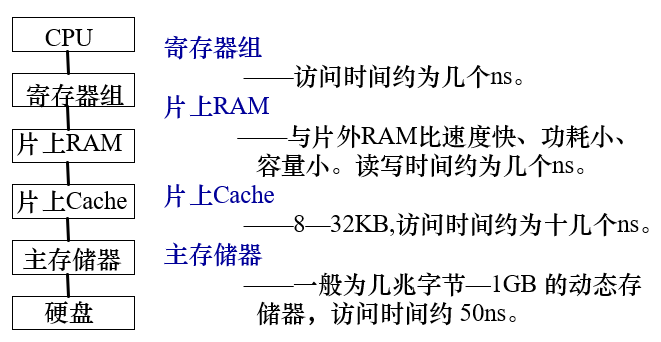 CPU
寄存器组
片上RAM
片上Cache
主存储器
硬盘
寄存器组
——访问时间约为几个ns。
片上RAM
——与片外RAM比速度快、功耗小、
容量小。读写时间约为几个ns。
片上Cache
——8—32KB,访问时间约为十几个ns。
主存储器
——一般为几兆字节—1GB 的动态存
储器，访问时间约 50ns。